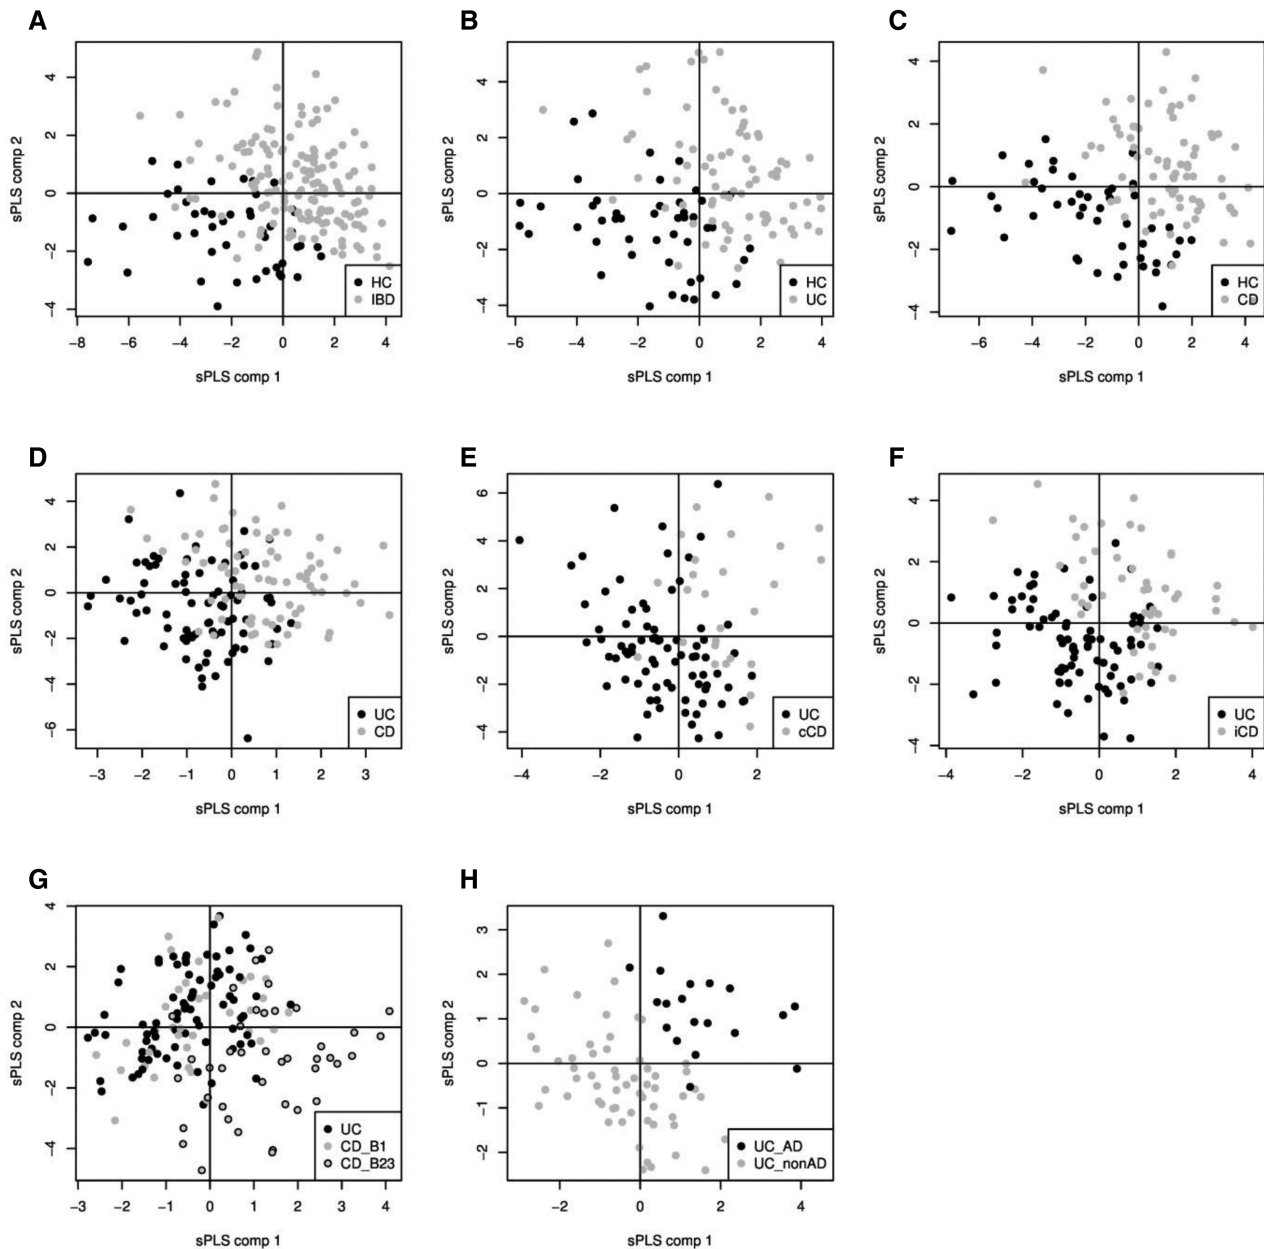 A
B
C
4
2
0
−2
−4
sPLS comp 2
HC
IBD
−8 −6 −4 −2 0 2 4
sPLS comp 1
4
2
0
−2
−4
sPLS comp 2
HC
UC
−6 −4 −2 0 2 4
sPLS comp 1
4
2
0
−2
−4
sPLS comp 2
HC
CD
−6 −4 −2 0 2 4
sPLS comp 1
D
E
F
4
2
0
−2
−4
−6
sPLS comp 2
UC
CD
−3 −2 −1 0 1 2 3
sPLS comp 1
6
4
2
0
−2
−4
sPLS comp 2
UC
cCD
−4 −2 0 2
sPLS comp 1
4
2
0
−2
−4
sPLS comp 2
UC
iCD
−4 −2 0 2 4
sPLS comp 1
G
H
4
2
0
−2
−4
sPLS comp 2
UC
CD_B1
CD_B23
−3 −2 −1 0 1 2 3 4
sPLS comp 1
3
2
1
0
−1
−2
sPLS comp 2
UC_AD
UC_nonAD
−2 0 2 4
sPLS comp 1